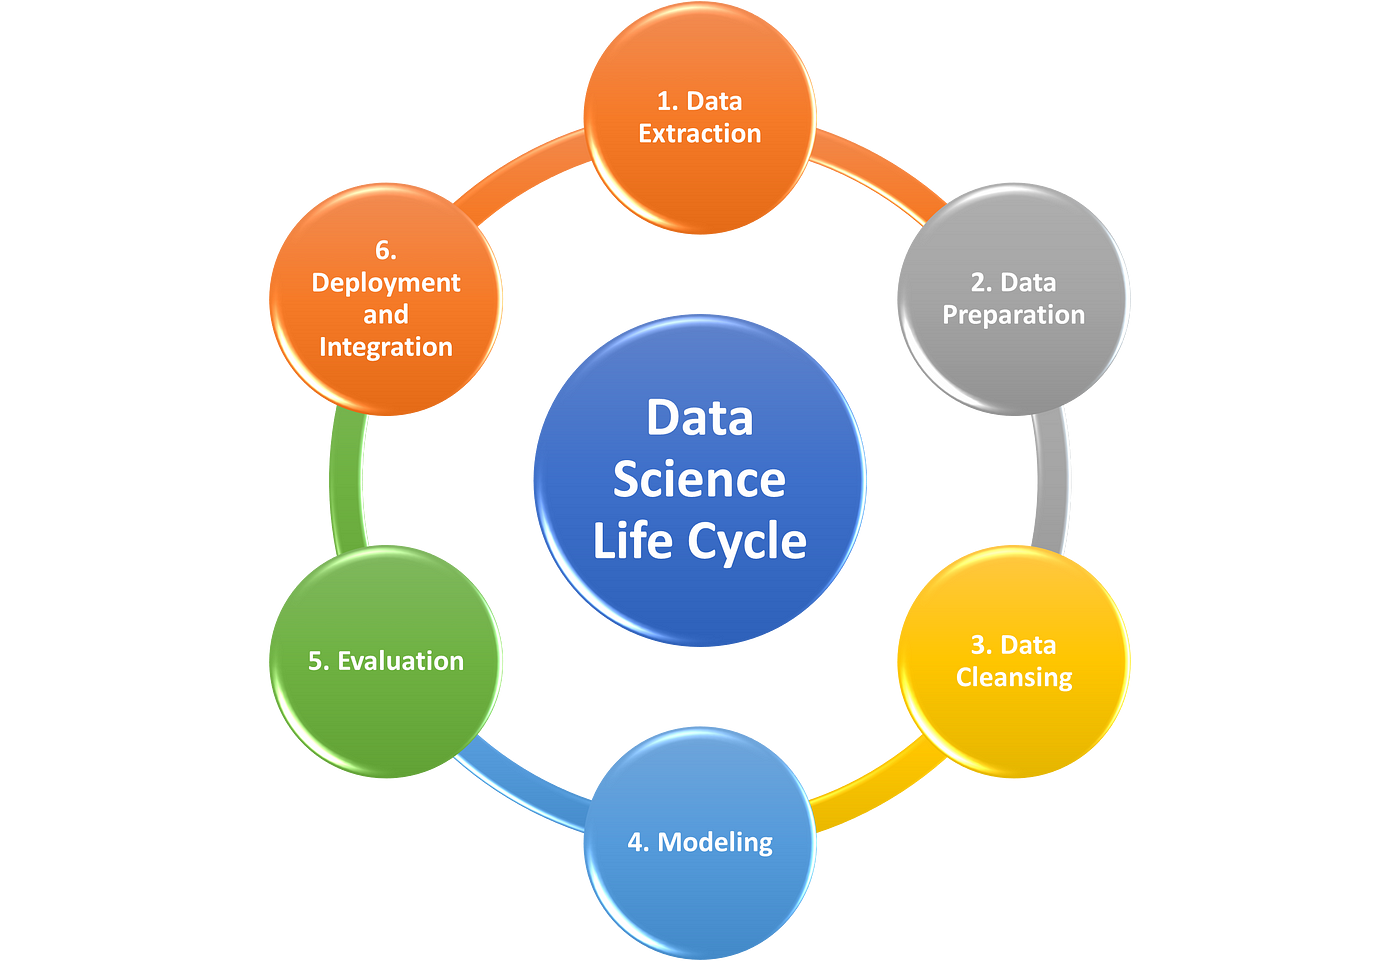 1. Data
Extraction
2. Data
Preparation
3. Data
Cleansing
4. Modeling
5. Evaluation
6.
Deployment
and
Integration
Data
Science
Life Cycle